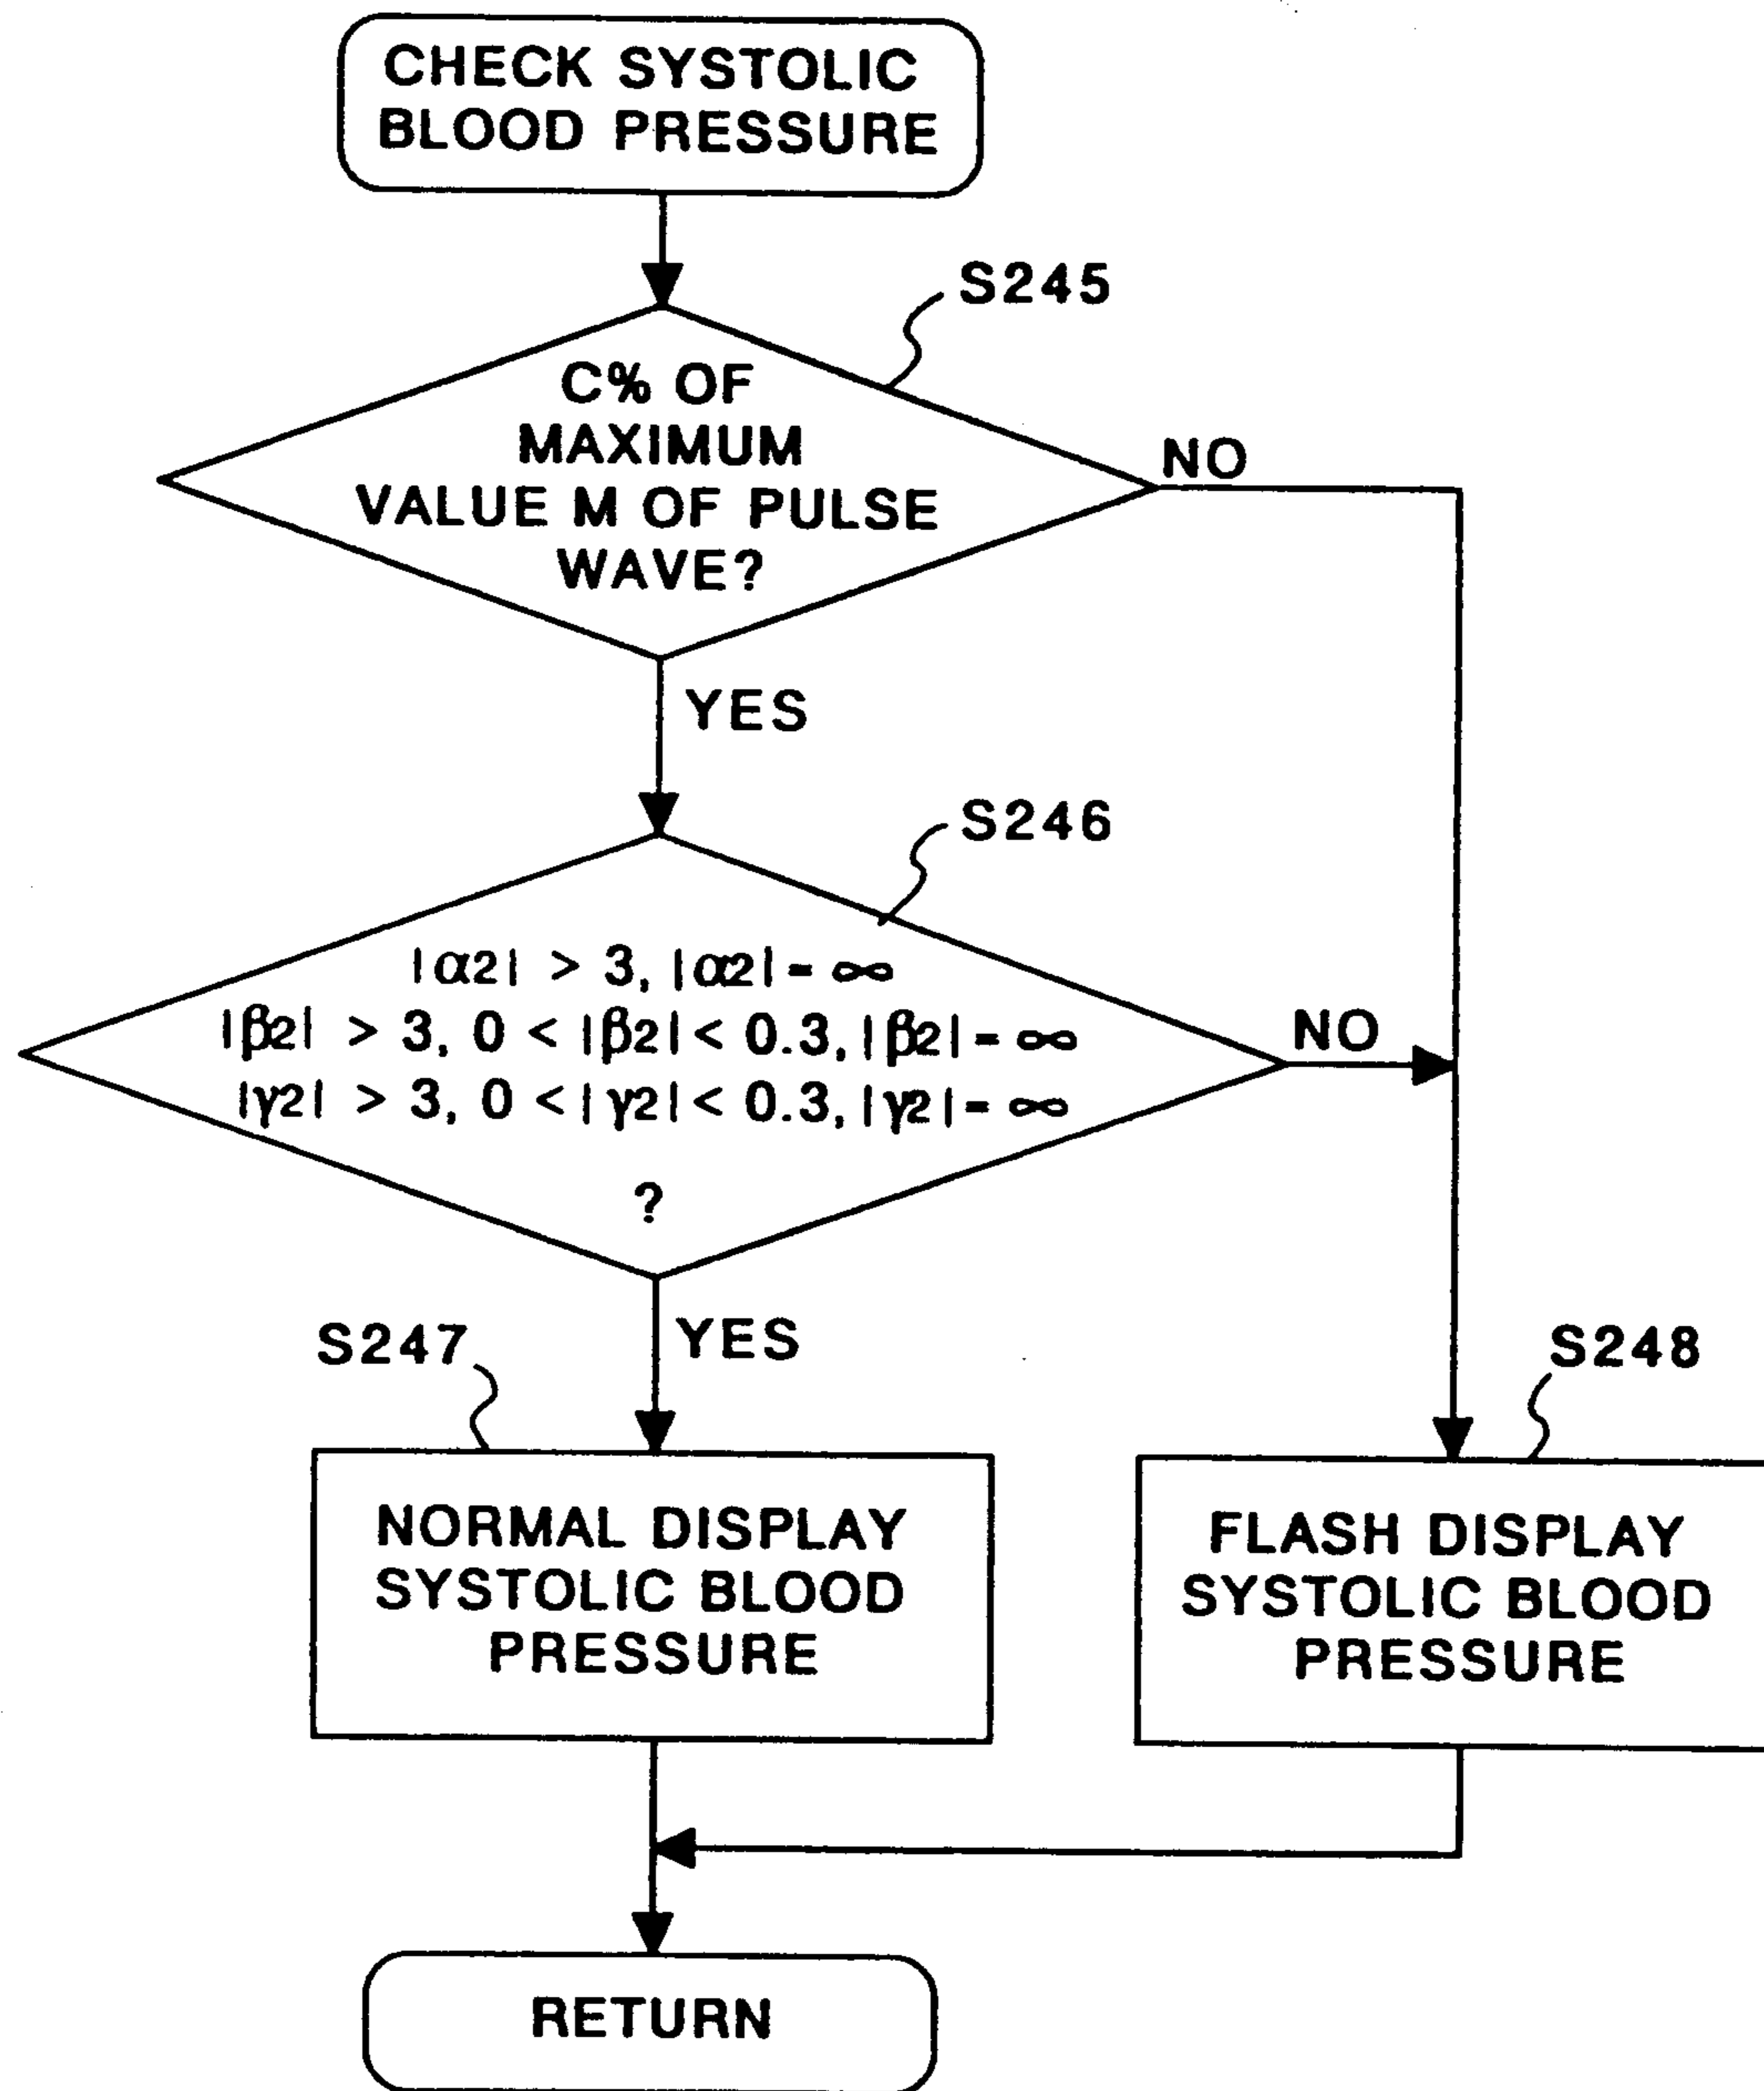 CHECK SYSTOLIC
BLOOD PRESSURE
S245
C% OF
MAXIMUM
VALUE M OF PULSE
WAVE?
NO
YES
S246
|α2| > 3, |α2| = ∞
|β2| > 3, 0 < |β2| < 0.3, |β2| = ∞
|γ2| > 3, 0 < |γ2| < 0.3, |γ2| = ∞
?
NO
YES
S247
NORMAL DISPLAY
SYSTOLIC BLOOD
PRESSURE
S248
FLASH DISPLAY
SYSTOLIC BLOOD
PRESSURE
RETURN